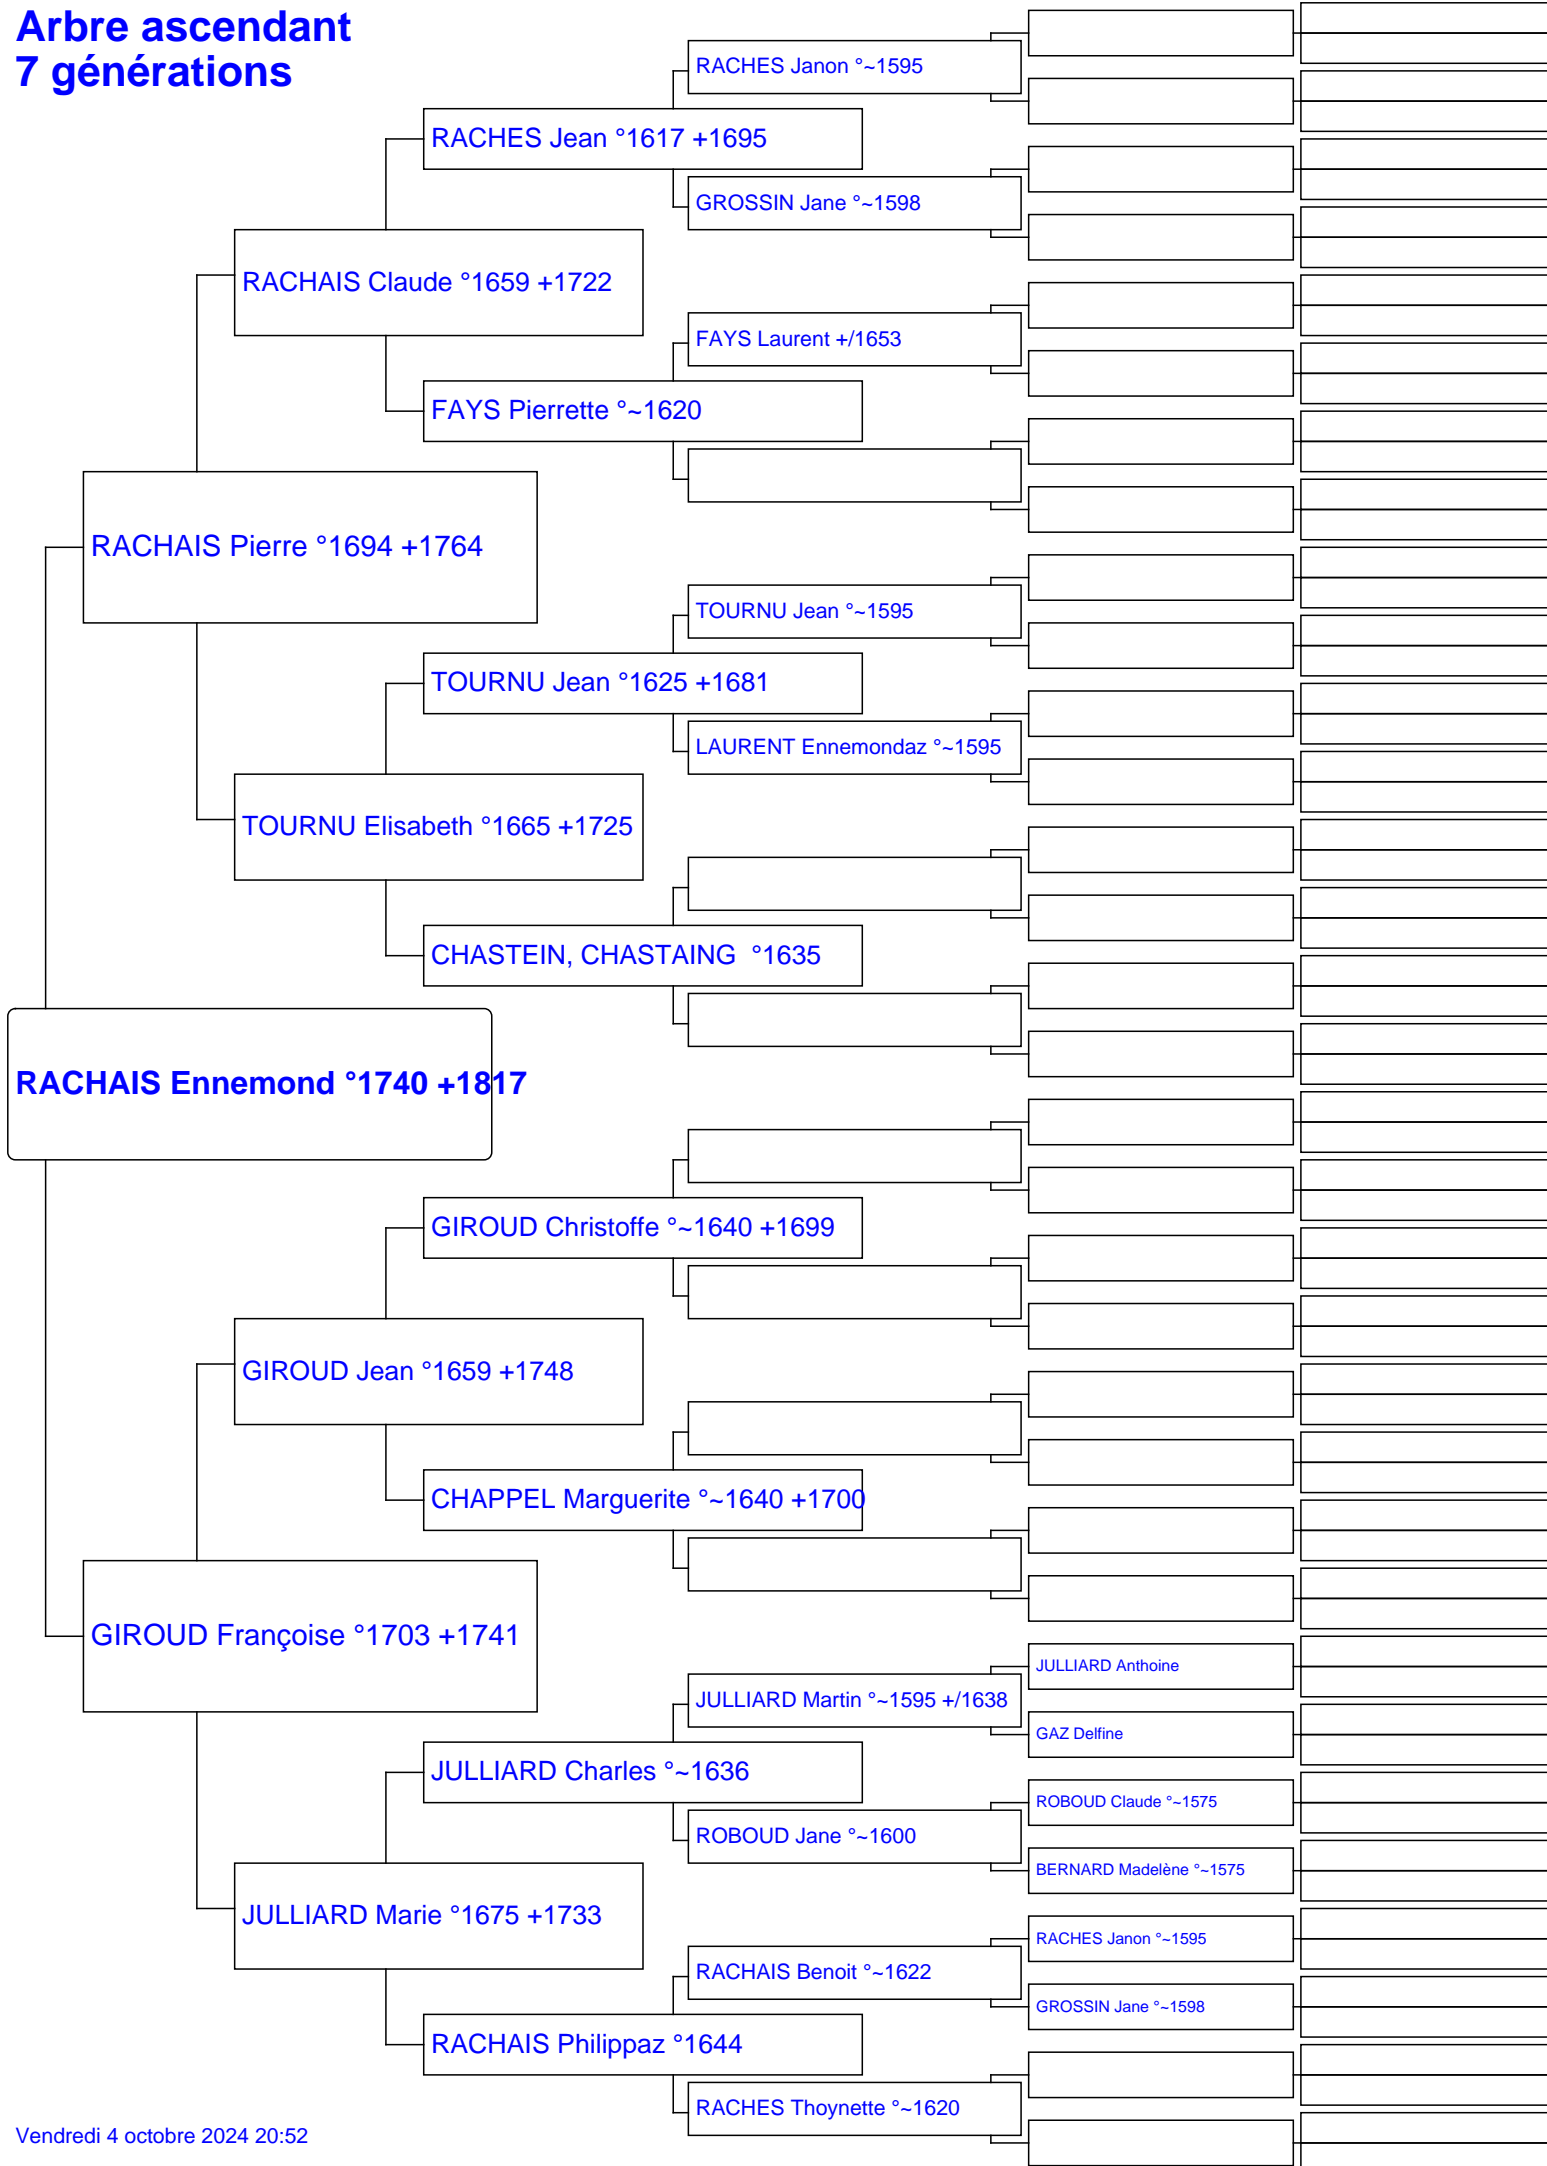 Arbre ascendant
7 générations
RACHES Janon °~1595
RACHES Jean °1617 +1695
GROSSIN Jane °~1598
RACHAIS Claude °1659 +1722
FAYS Laurent +/1653
FAYS Pierrette °~1620
RACHAIS Pierre °1694 +1764
TOURNU Jean °~1595
TOURNU Jean °1625 +1681
LAURENT Ennemondaz °~1595
TOURNU Elisabeth °1665 +1725
CHASTEIN, CHASTAING  °1635
RACHAIS Ennemond °1740 +1817
GIROUD Christoffe °~1640 +1699
GIROUD Jean °1659 +1748
CHAPPEL Marguerite °~1640 +1700
GIROUD Françoise °1703 +1741
JULLIARD Anthoine
JULLIARD Martin °~1595 +/1638
GAZ Delfine
JULLIARD Charles °~1636
ROBOUD Claude °~1575
ROBOUD Jane °~1600
BERNARD Madelène °~1575
JULLIARD Marie °1675 +1733
RACHES Janon °~1595
RACHAIS Benoit °~1622
GROSSIN Jane °~1598
RACHAIS Philippaz °1644
RACHES Thoynette °~1620
Vendredi 4 octobre 2024 20:52